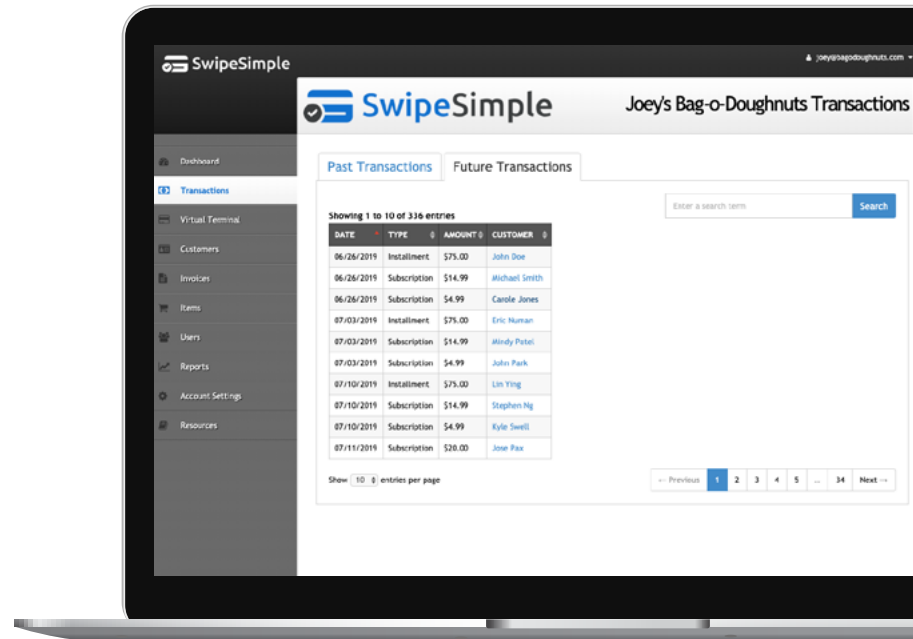 SwipeSimple
joey@bagodoughnuts.com
SwipeSimple
Joey's Bag-o-Doughnuts Transactions
Dashboard
Transactions
Virtual Terminal
Customers
Invoices
Items
Users
Reports
Account Settings
Resources
Past Transactions Future Transactions
Enter a search term Search
Showing 1 to 10 of 336 entries
DATE TYPE AMOUNT CUSTOMER
06/26/2019 Installment $75.00 John Doe
06/26/2019 Subscription $14.99 Michael Smith
06/26/2019 Subscription $4.99 Carole Jones
07/03/2019 Installment $75.00 Eric Numan
07/03/2019 Subscription $14.99 Mindy Patel
07/03/2019 Subscription $4.99 John Park
07/10/2019 Installment $75.00 Lin Ying
07/10/2019 Subscription $14.99 Stephen Ng
07/10/2019 Subscription $4.99 Kyle Swell
07/11/2019 Subscription $20.00 Jose Pax
Show 10 entries per page
← Previous 1 2 3 4 5 ... 34 Next →